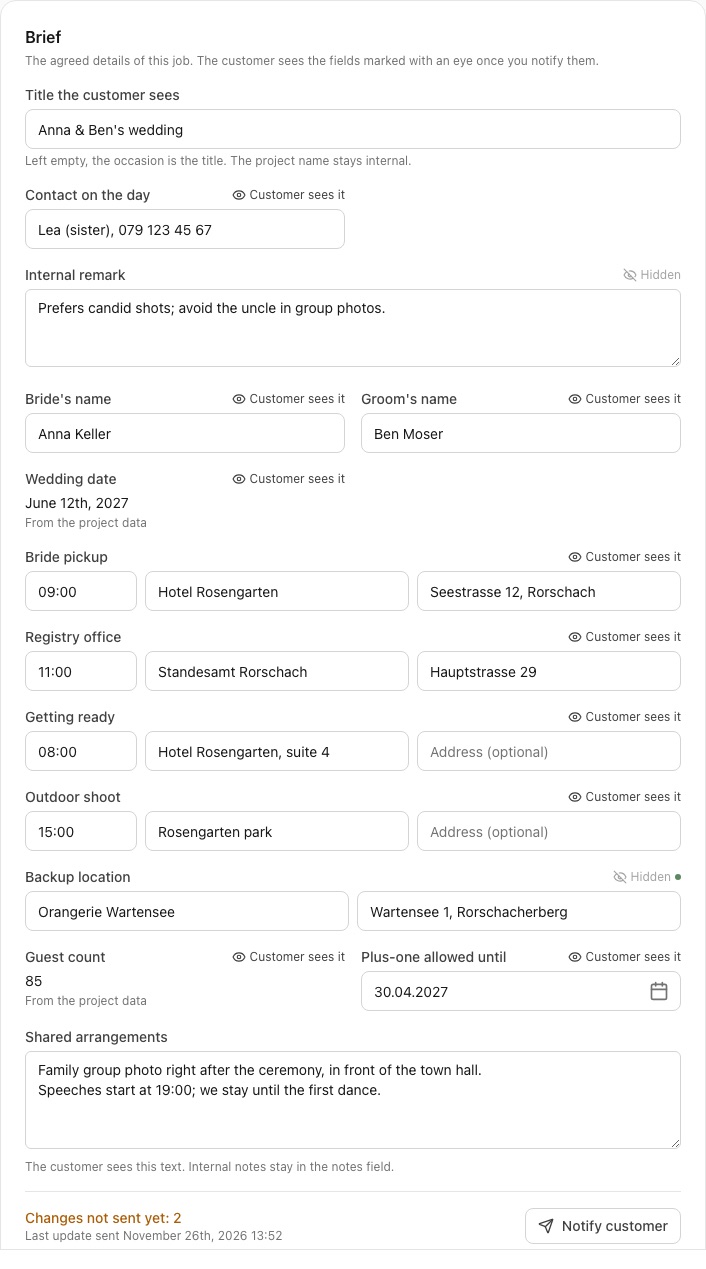 Brief
The agreed details of this job. The customer sees the fields marked with an eye once you notify them.
Title the customer sees
Anna & Ben's wedding
Left empty, the occasion is the title. The project name stays internal.
Contact on the day Customer sees it
Lea (sister), 079 123 45 67
Internal remark Hidden
Prefers candid shots; avoid the uncle in group photos.
Bride's name Customer sees it Groom's name Customer sees it
Anna Keller Ben Moser
Wedding date Customer sees it
June 12th, 2027
From the project data
Bride pickup Customer sees it
09:00 Hotel Rosengarten Seestrasse 12, Rorschach
Registry office Customer sees it
11:00 Standesamt Rorschach Hauptstrasse 29
Getting ready Customer sees it
08:00 Hotel Rosengarten, suite 4 Address (optional)
Outdoor shoot Customer sees it
15:00 Rosengarten park Address (optional)
Backup location Hidden
Orangerie Wartensee Wartensee 1, Rorschacherberg
Guest count Customer sees it Plus-one allowed until Customer sees it
85 30.04.2027
From the project data
Shared arrangements
Family group photo right after the ceremony, in front of the town hall.
Speeches start at 19:00; we stay until the first dance.
The customer sees this text. Internal notes stay in the notes field.
Changes not sent yet: 2
Last update sent November 26th, 2026 13:52
Notify customer